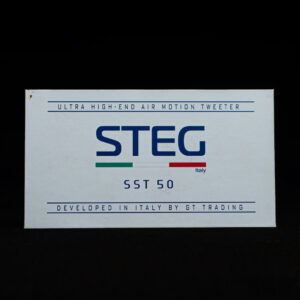 ULTRA HIGH-END AIR MOTION TWEETER
STEG
Italy
SST 50
DEVELOPED IN ITALY BY GT TRADING